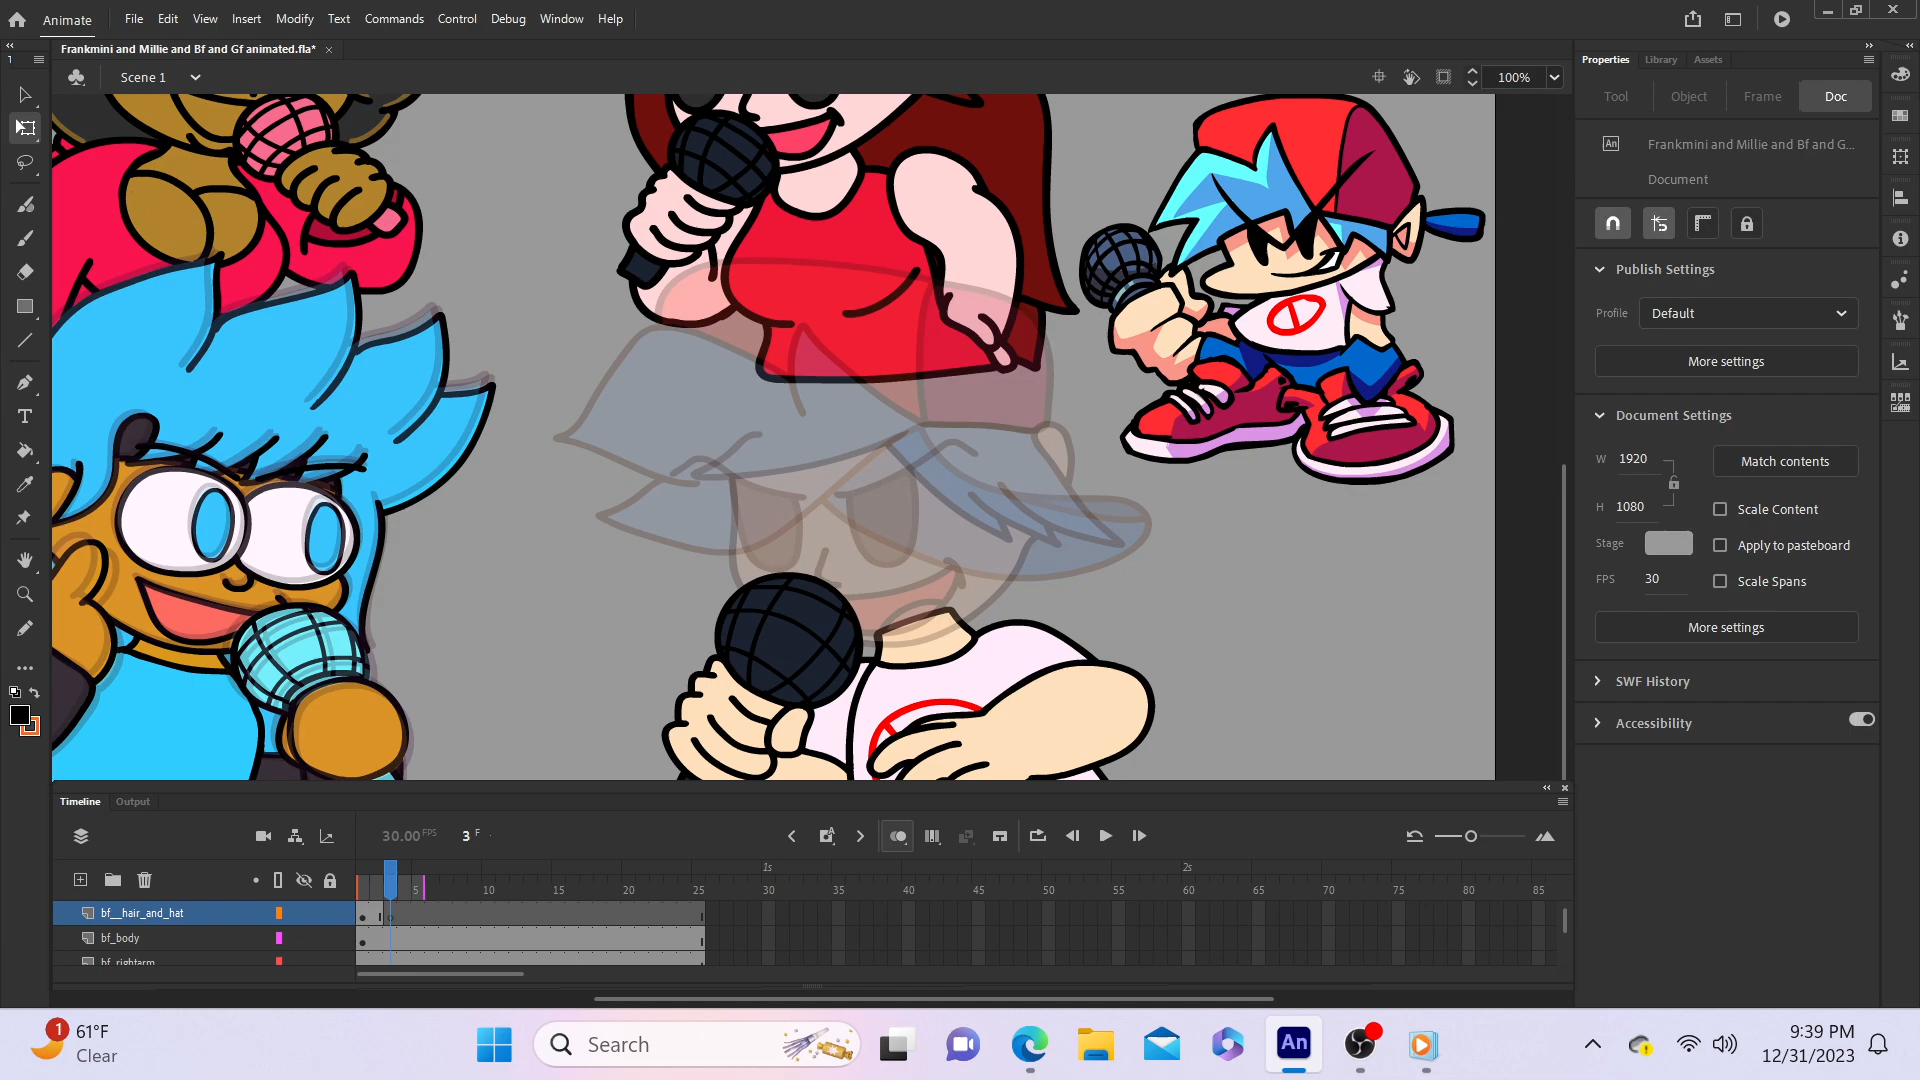 Animate
File Edit View Insert Modify Text Commands Control Debug Window Help
Frankmini and Millie and Bf and Gf animated.fla*
Scene 1
100%
1
Properties Library Assets
Tool Object Frame Doc
An Frankmini and Millie and Bf and G...
Document
Publish Settings
Profile Default
More settings
Document Settings
W 1920
Match contents
H 1080
Scale Content
Stage
Apply to pasteboard
FPS 30
Scale Spans
More settings
SWF History
Accessibility
Timeline Output
30.00 FPS 3 F
1s 2s
5 10 15 20 25 30 35 40 45 50 55 60 65 70 75 80 85
bf__hair_and_hat
bf_body
bf_rightarm
1
61°F
Clear
Search
An
9:39 PM
12/31/2023